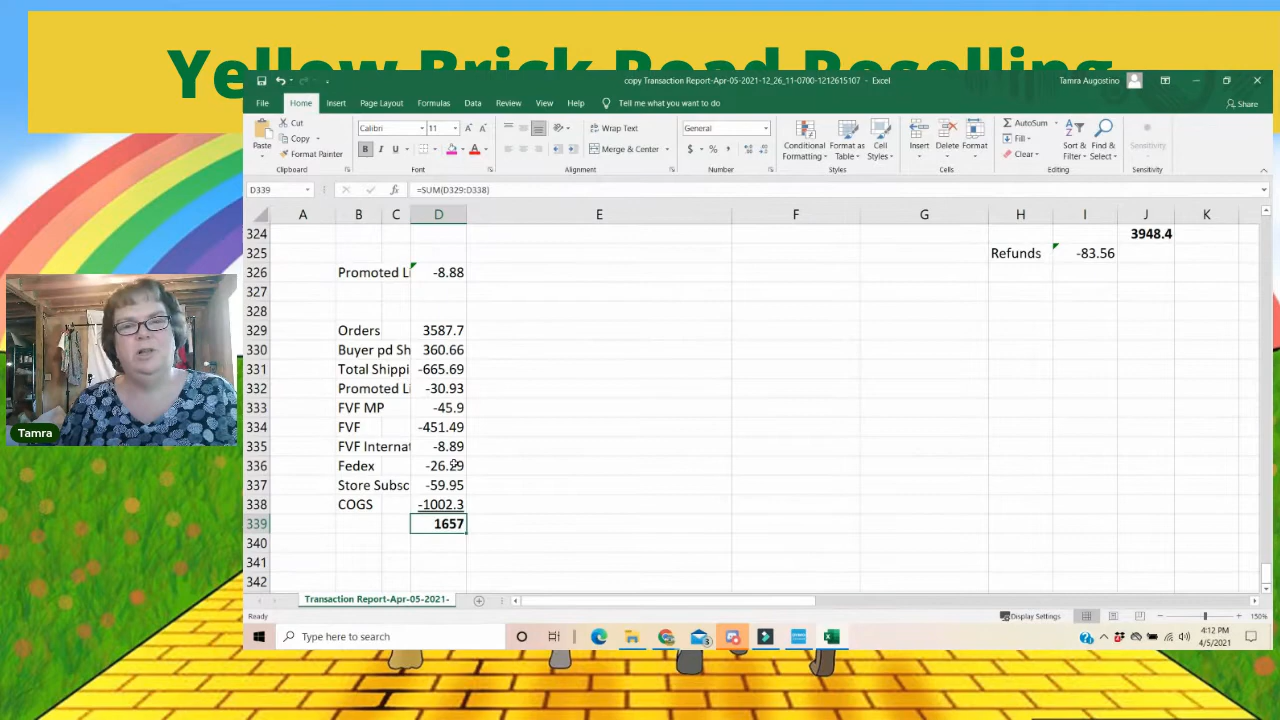 Yellow Brick Road Reselling
copy Transaction Report-Apr-05-2021-12_26_11-0700-1212615107 - Excel
Tamra Augostino
File Home Insert Page Layout Formulas Data Review View Help Tell me what you want to do
Share
Paste
Cut
Copy
Format Painter
Clipboard
Calibri 11
B I U
Font
Wrap Text
Merge & Center
Alignment
General
$ % ,
Number
Conditional Formatting
Format as Table
Cell Styles
Styles
Insert Delete Format
Cells
AutoSum
Fill
Clear
Sort & Filter
Find & Select
Editing
Sensitivity
Sensitivity
D339 fx =SUM(D329:D338)
A B C D E F G H I J K
324 3948.4
325 Refunds -83.56
326 Promoted L -8.88
327
328
329 Orders 3587.7
330 Buyer pd Sh 360.66
331 Total Shippi -665.69
332 Promoted Li -30.93
333 FVF MP -45.9
334 FVF -451.49
335 FVF Internat -8.89
336 Fedex -26.29
337 Store Subsc -59.95
338 COGS -1002.3
339 1657
340
341
342
Tamra
Transaction Report-Apr-05-2021-
Ready
Display Settings
150%
Type here to search
4:12 PM
4/5/2021